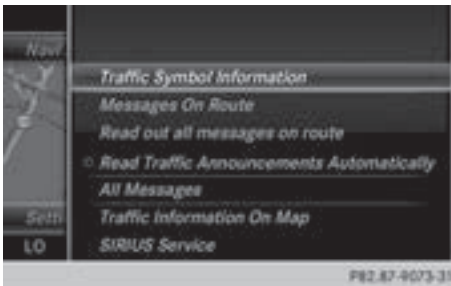 Navi
Traffic Symbol Information
Messages On Route
Read out all messages on route
Read Traffic Announcements Automatically
All Messages
Setti
Traffic Information On Map
LO
SIRIUS Service
P82.87-9073-31